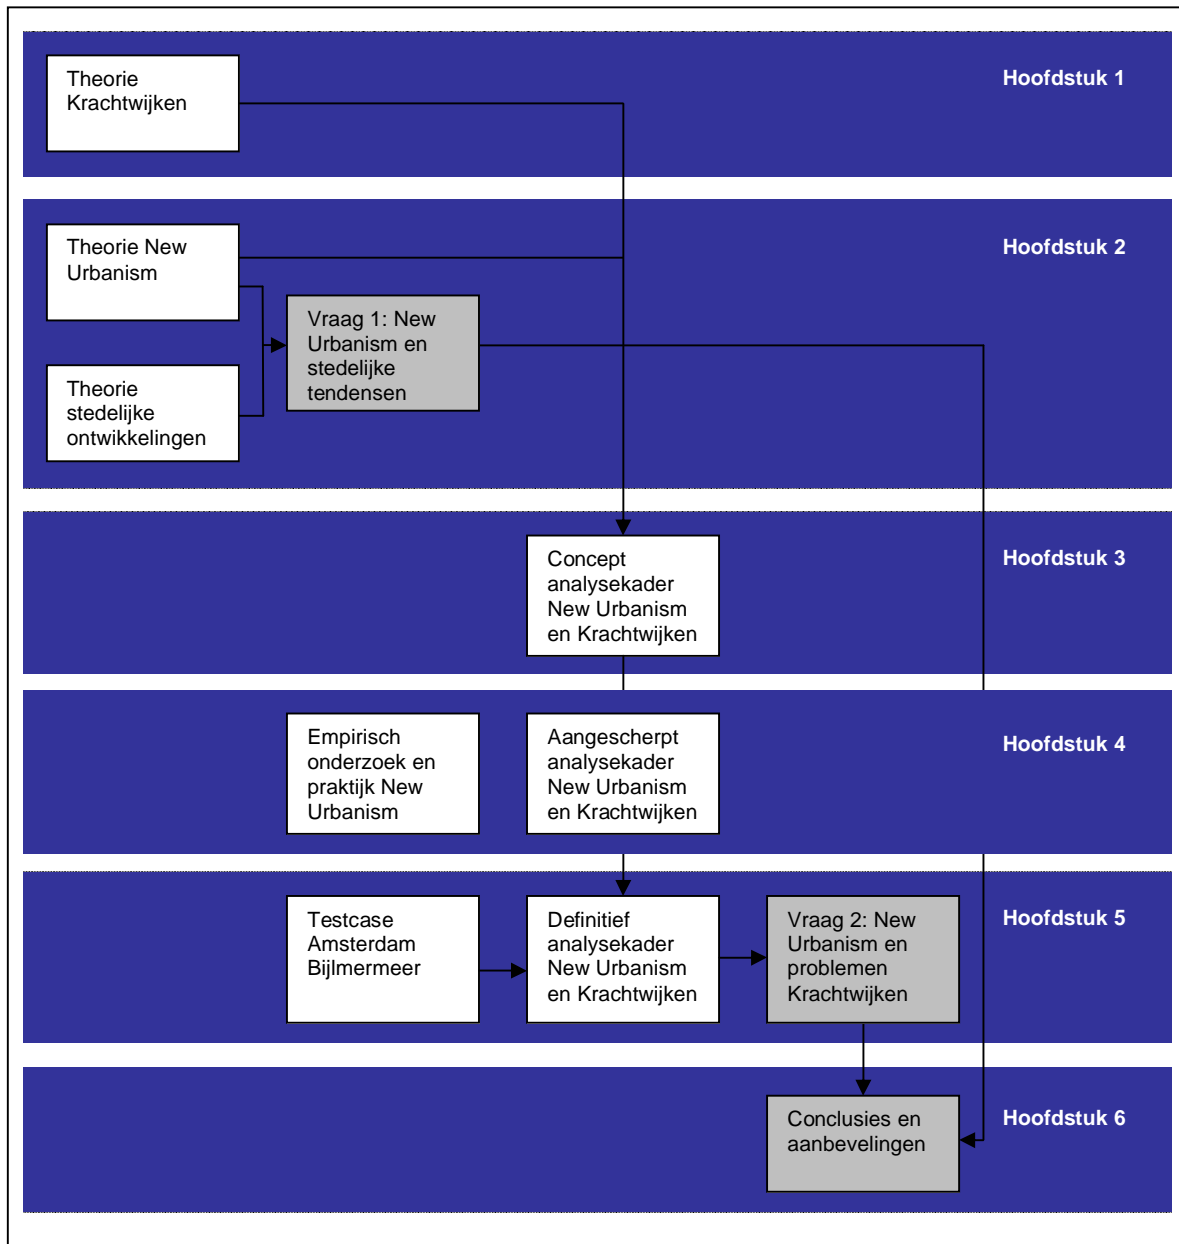 Theorie
Krachtwijken
Hoofdstuk 1
Theorie New
Urbanism
Hoofdstuk 2
Vraag 1: New
Urbanism en
stedelijke
tendensen
Theorie
stedelijke
ontwikkelingen
Concept
analysekader
New Urbanism
en Krachtwijken
Hoofdstuk 3
Empirisch
onderzoek en
praktijk New
Urbanism
Aangescherpt
analysekader
New Urbanism
en Krachtwijken
Hoofdstuk 4
Testcase
Amsterdam
Bijlmermeer
Definitief
analysekader
New Urbanism
en Krachtwijken
Vraag 2: New
Urbanism en
problemen
Krachtwijken
Hoofdstuk 5
Conclusies en
aanbevelingen
Hoofdstuk 6